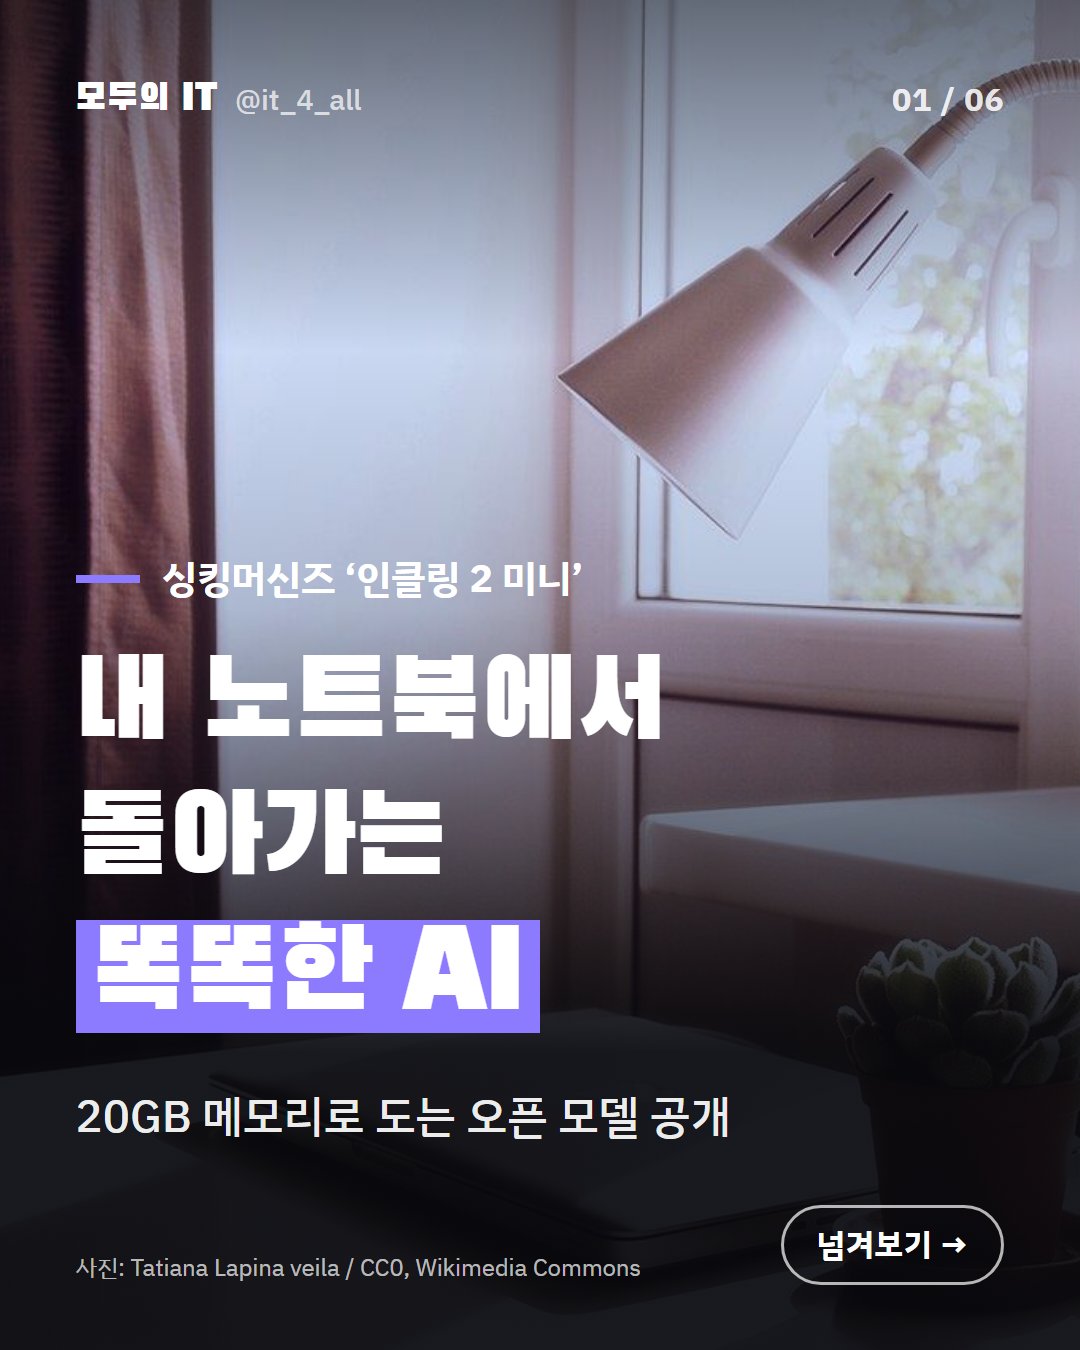 모두의 IT @it_4_all
01 / 06
싱킹머신즈 ‘인클링 2 미니’
내 노트북에서
돌아가는
똑똑한 AI
20GB 메모리로 도는 오픈 모델 공개
넘겨보기 →
사진: Tatiana Lapina veila / CC0, Wikimedia Commons